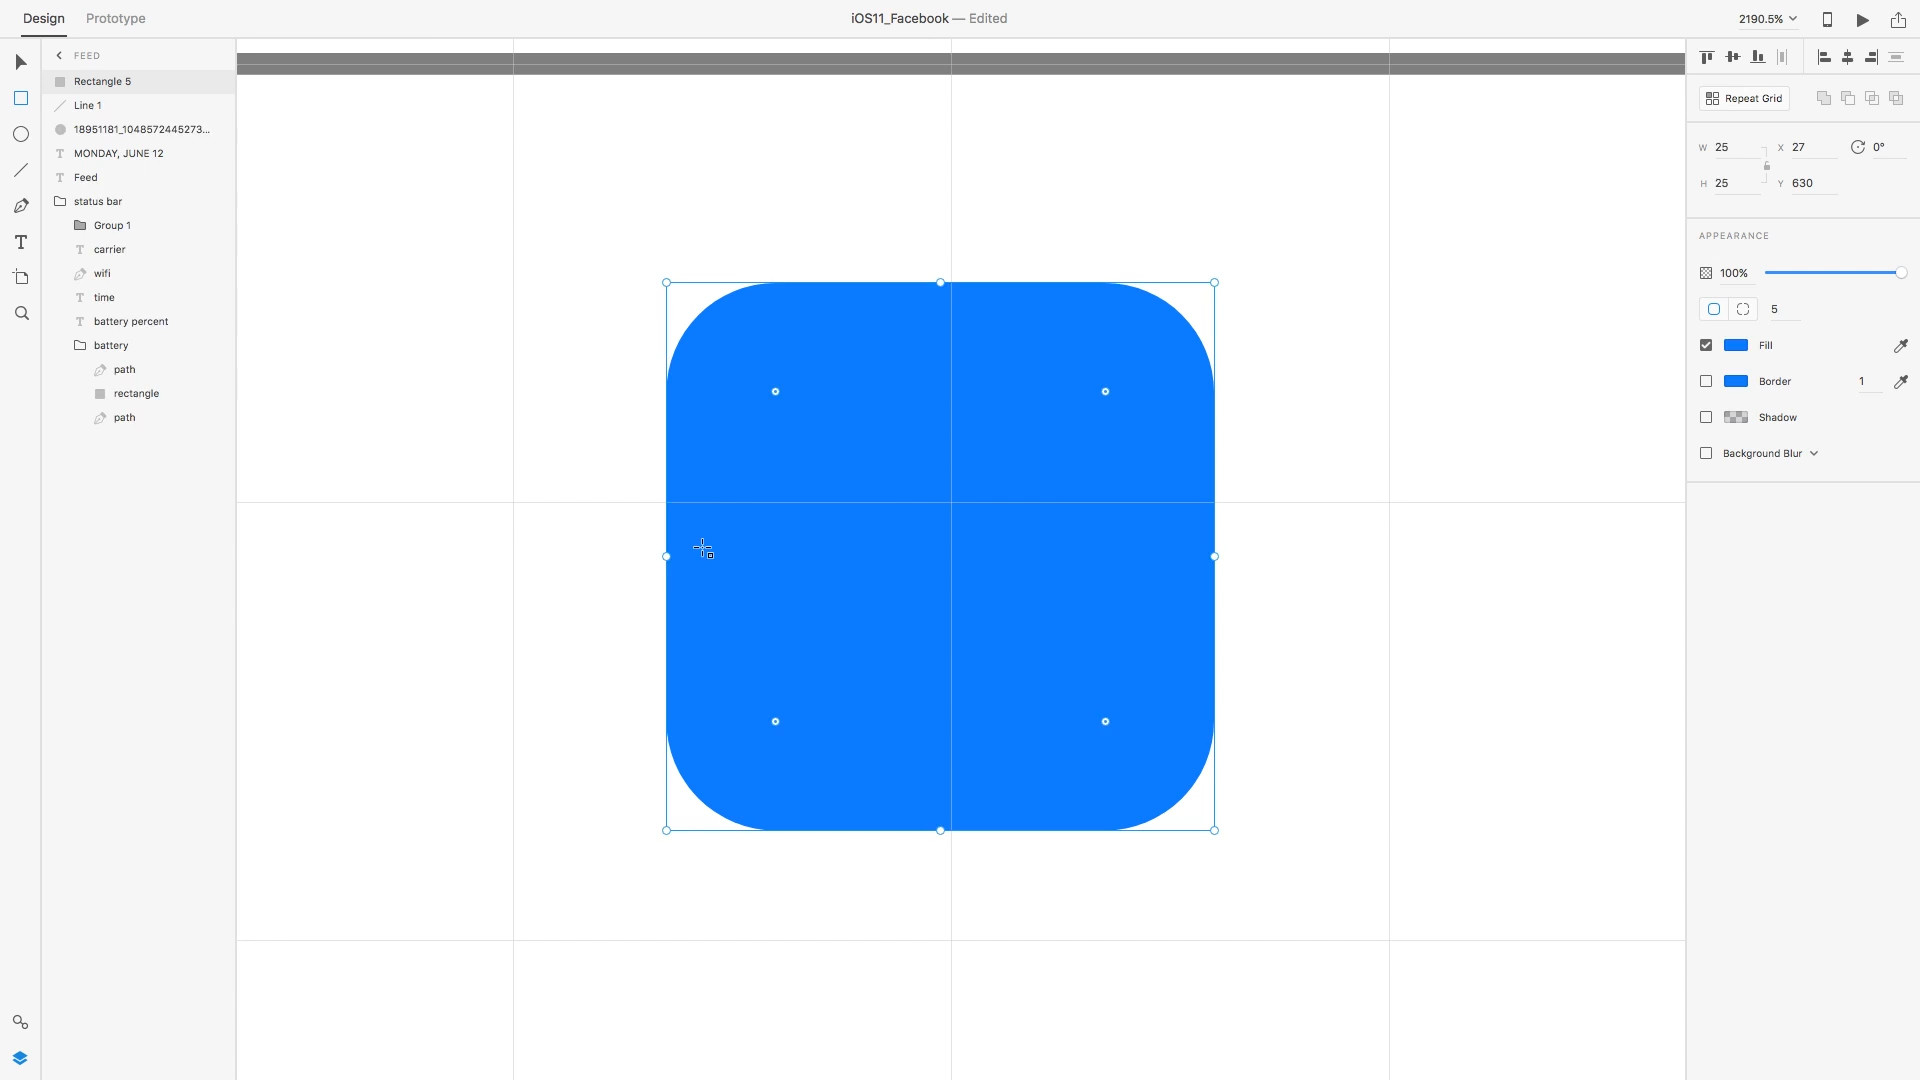 Design
Prototype
iOS11_Facebook — Edited
2190.5%
FEED
Rectangle 5
Line 1
18951181_1048572445273...
MONDAY, JUNE 12
Feed
status bar
Group 1
carrier
wifi
time
battery percent
battery
path
rectangle
path
Repeat Grid
W 25
X 27
0°
H 25
Y 630
APPEARANCE
100%
5
Fill
Border
1
Shadow
Background Blur